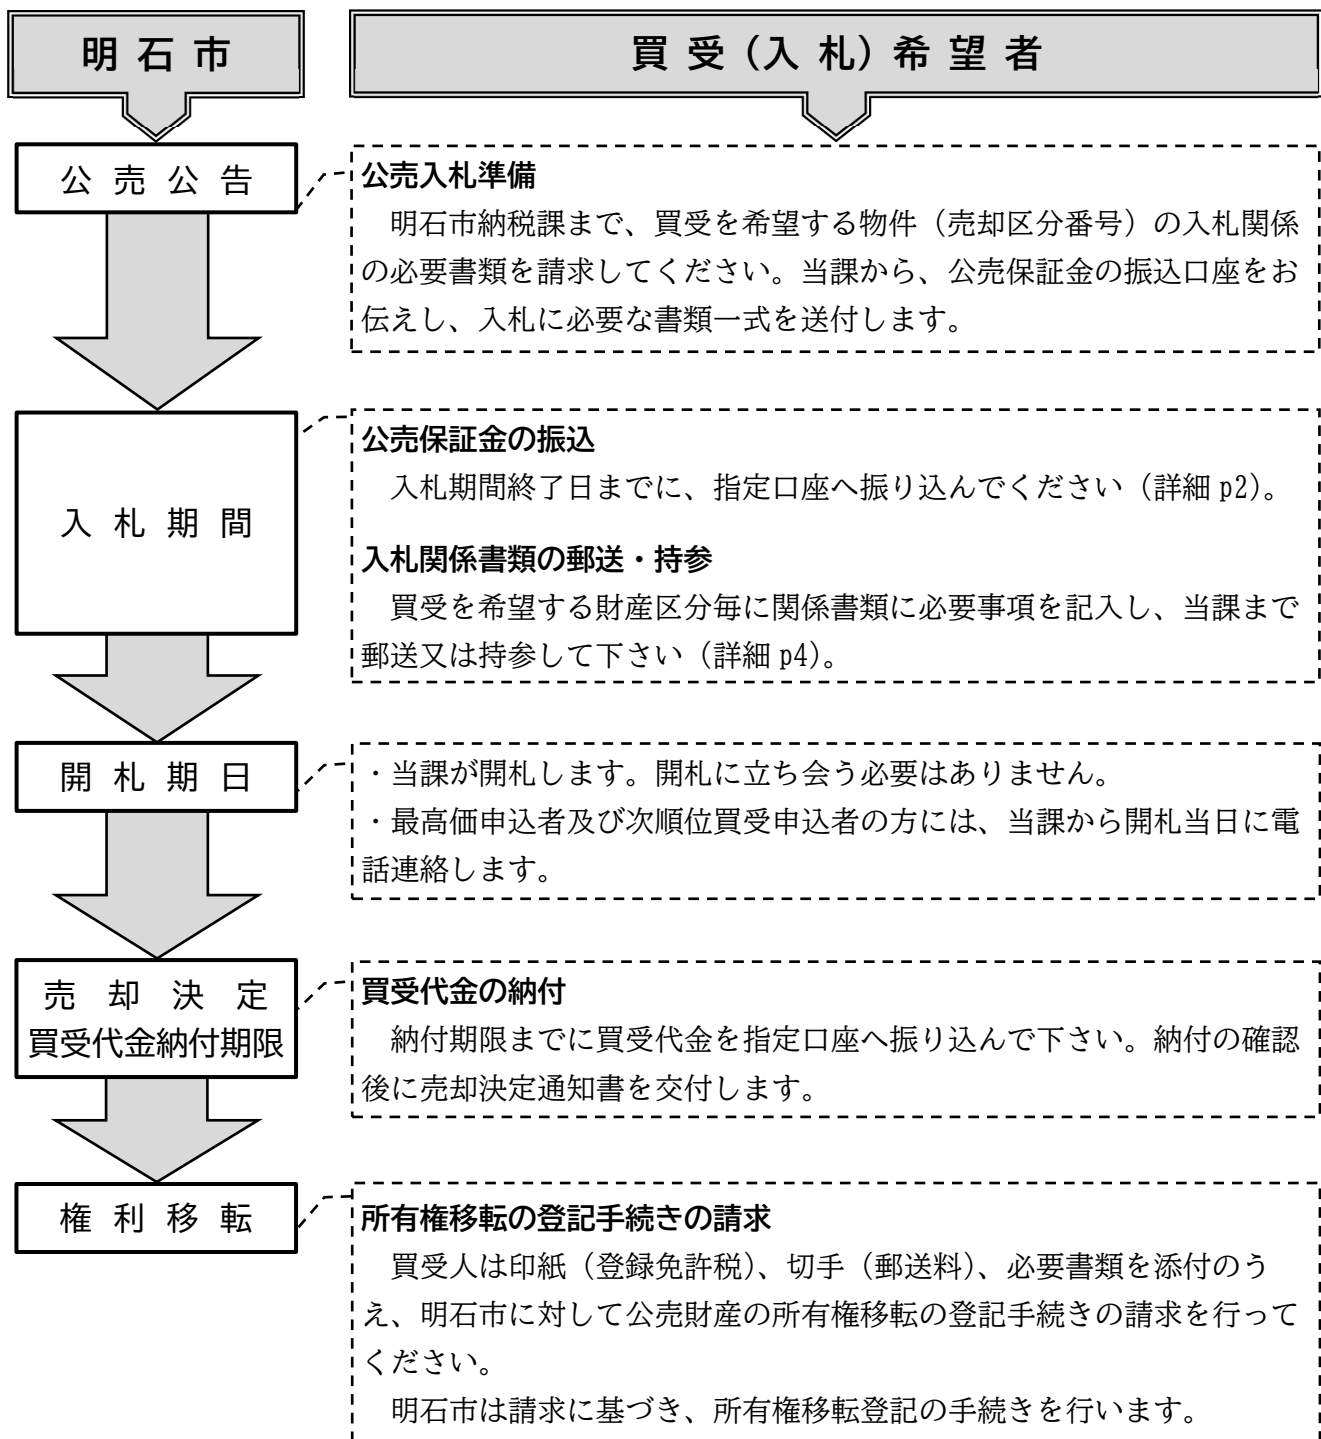 明石市
買受（入札）希望者
公売公告
公売入札準備
明石市納税課まで、買受を希望する物件（売却区分番号）の入札関係
の必要書類を請求してください。当課から、公売保証金の振込口座をお
伝えし、入札に必要な書類一式を送付します。
入札期間
公売保証金の振込
入札期間終了日までに、指定口座へ振り込んでください（詳細 p2）。
入札関係書類の郵送・持参
買受を希望する財産区分毎に関係書類に必要事項を記入し、当課まで
郵送又は持参して下さい（詳細 p4）。
開札期日
・当課が開札します。開札に立ち会う必要はありません。
・最高価申込者及び次順位買受申込者の方には、当課から開札当日に電
話連絡します。
売却決定
買受代金納付期限
買受代金の納付
納付期限までに買受代金を指定口座へ振り込んで下さい。納付の確認
後に売却決定通知書を交付します。
権利移転
所有権移転の登記手続きの請求
買受人は印紙（登録免許税）、切手（郵送料）、必要書類を添付のう
え、明石市に対して公売財産の所有権移転の登記手続きの請求を行って
ください。
明石市は請求に基づき、所有権移転登記の手続きを行います。